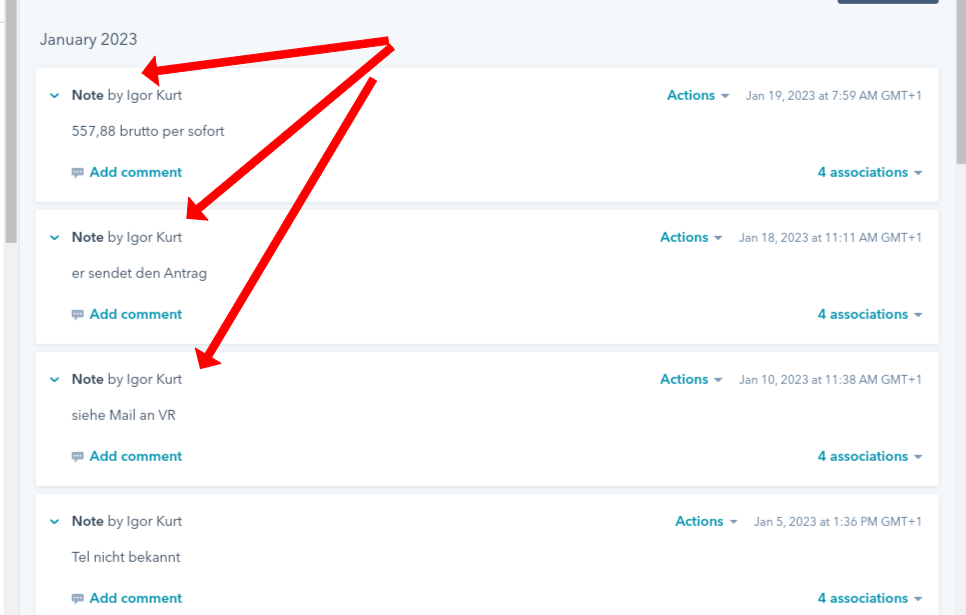 January 2023
Note by Igor Kurt
Actions
Jan 19, 2023 at 7:59 AM GMT+1
557,88 brutto per sofort
Add comment
4 associations
Note by Igor Kurt
Actions
Jan 18, 2023 at 11:11 AM GMT+1
er sendet den Antrag
Add comment
4 associations
Note by Igor Kurt
Actions
Jan 10, 2023 at 11:38 AM GMT+1
siehe Mail an VR
Add comment
4 associations
Note by Igor Kurt
Actions
Jan 5, 2023 at 1:36 PM GMT+1
Tel nicht bekannt
Add comment
4 associations